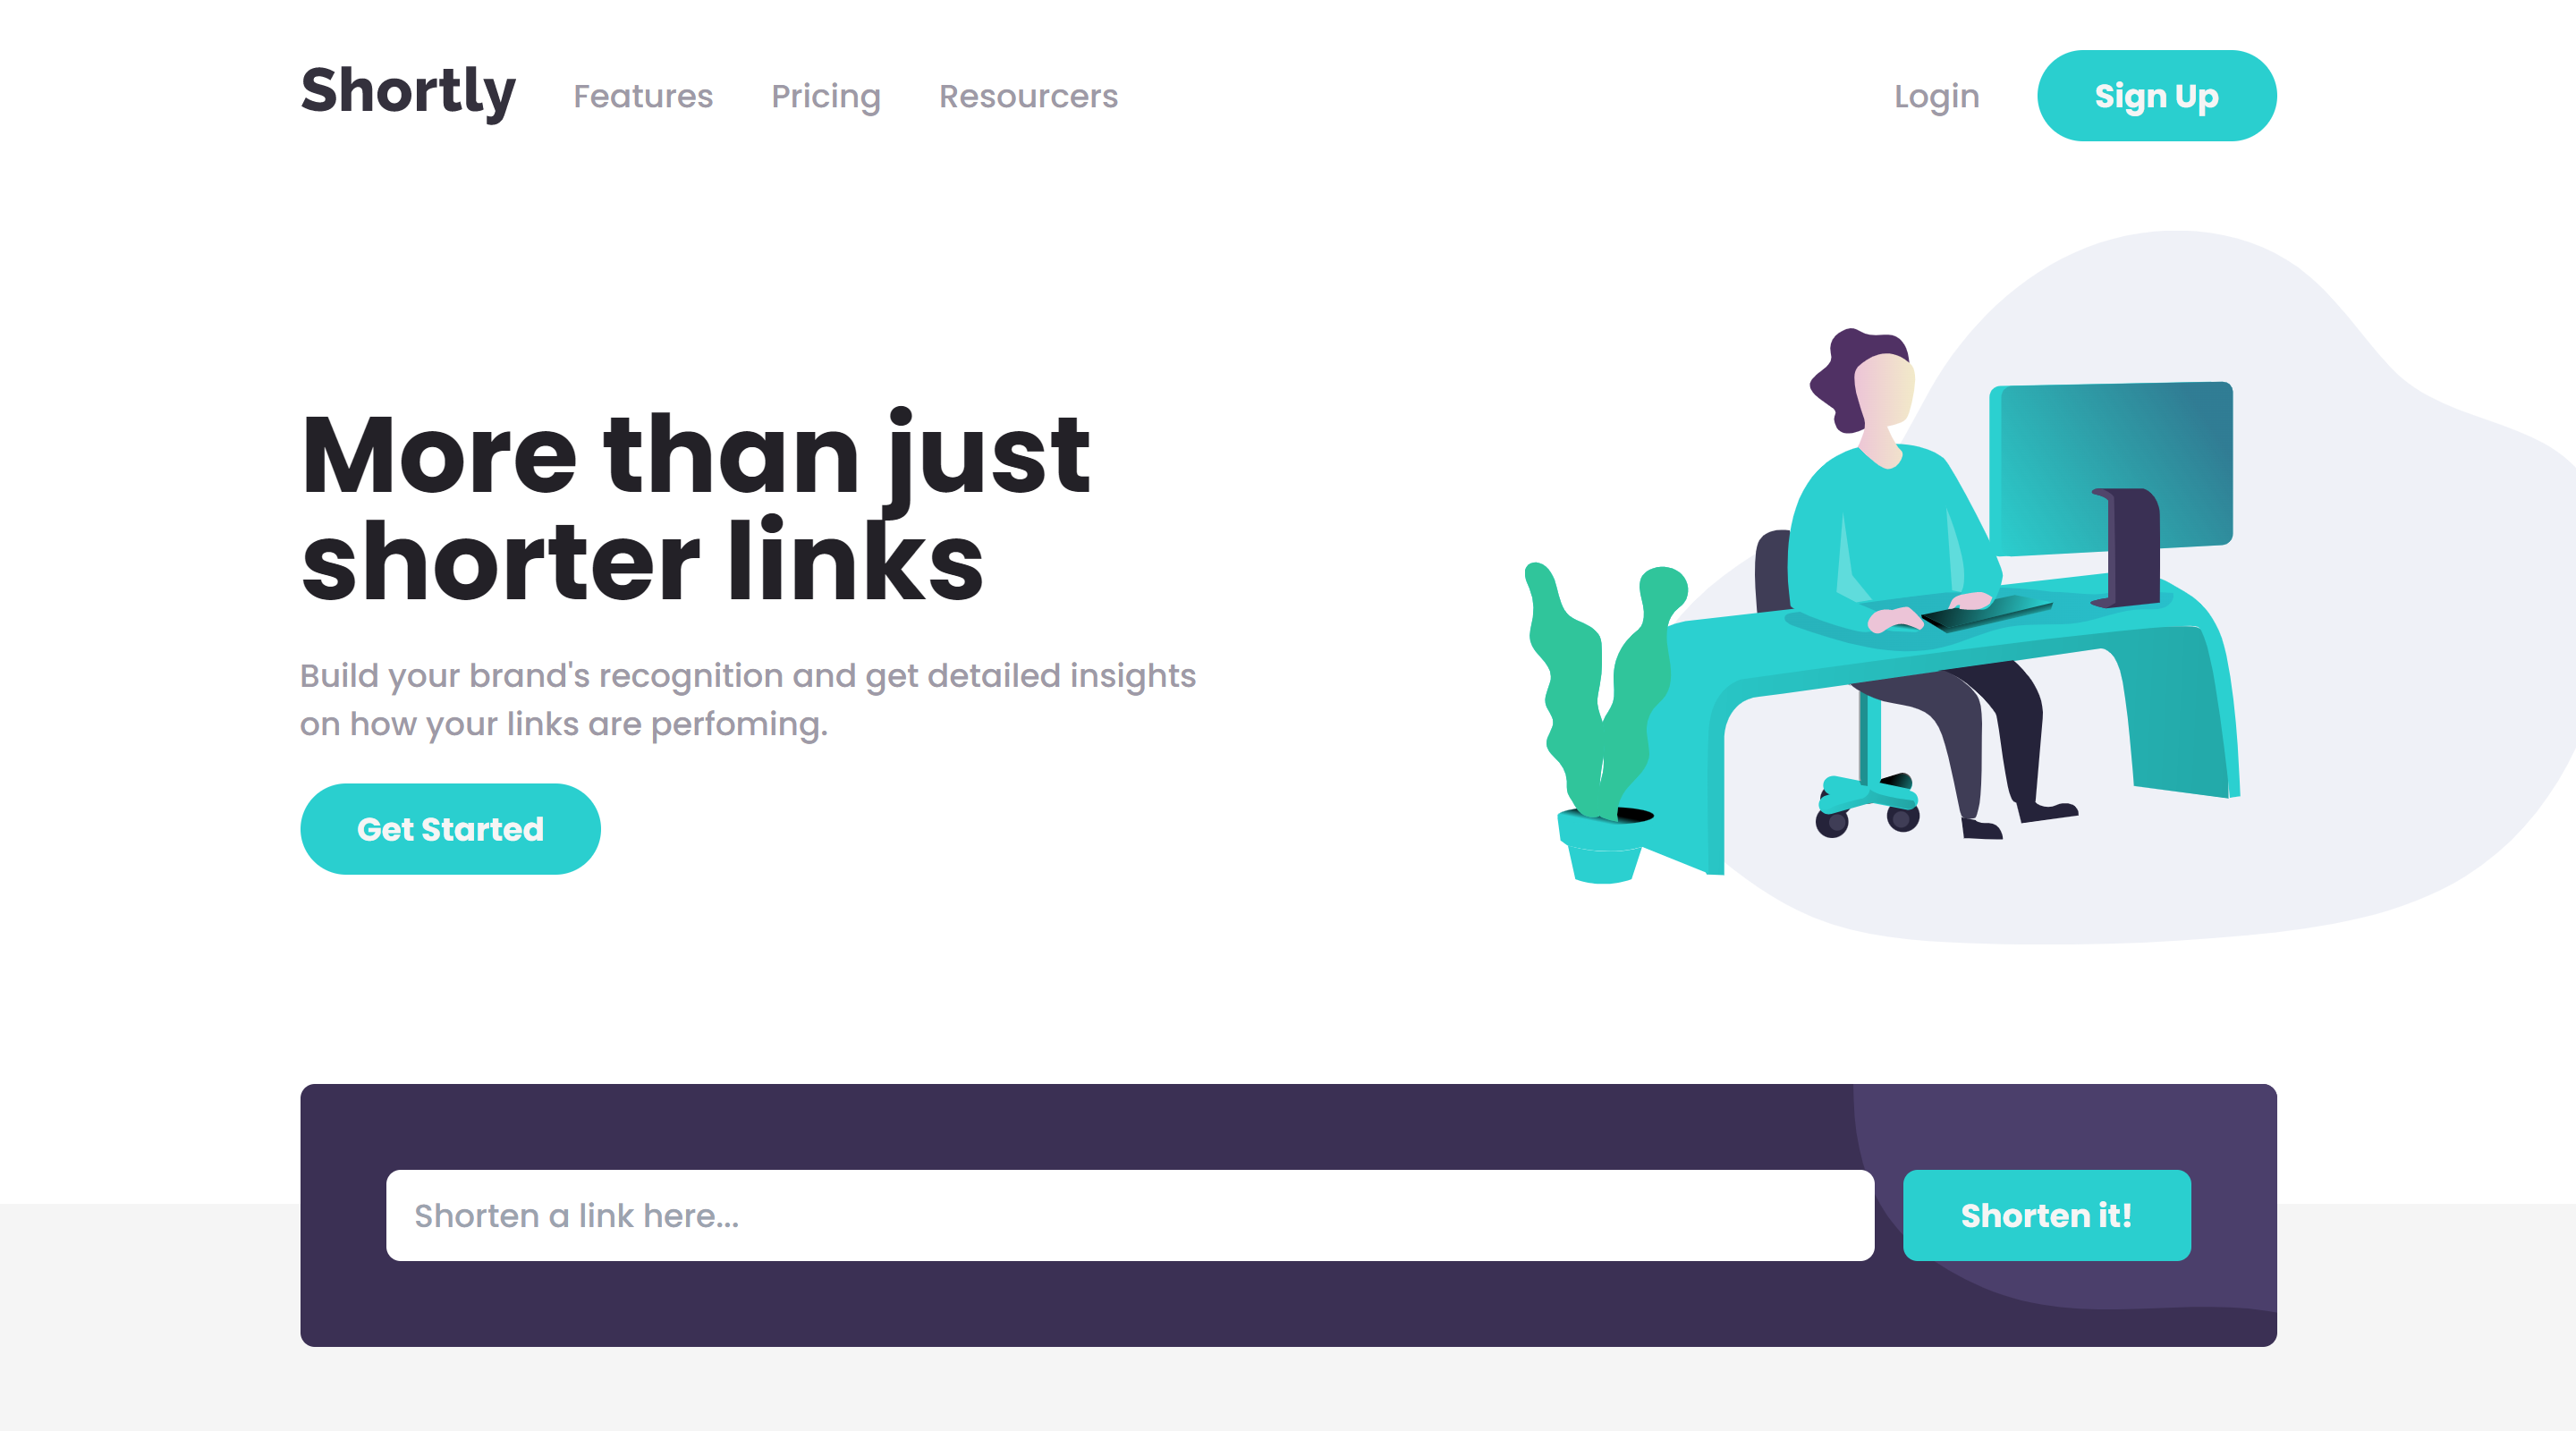 Shortly Features Pricing Resourcers Login Sign Up
More than just
shorter links
Build your brand's recognition and get detailed insights
on how your links are perfoming.
Get Started
Shorten a link here... Shorten it!